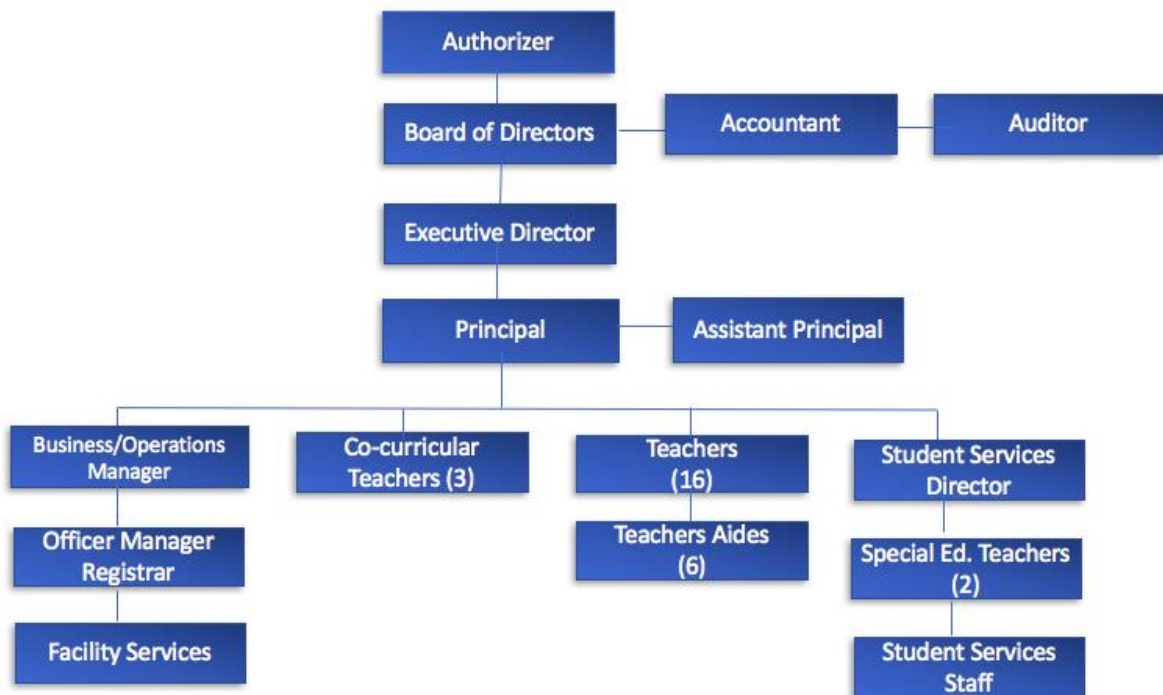 Authorizer
Board of Directors
Accountant
Auditor
Executive Director
Principal
Assistant Principal
Business/Operations
Manager
Co-curricular
Teachers (3)
Teachers
(16)
Student Services
Director
Officer Manager
Registrar
Teachers Aides
(6)
Special Ed. Teachers
(2)
Facility Services
Student Services
Staff